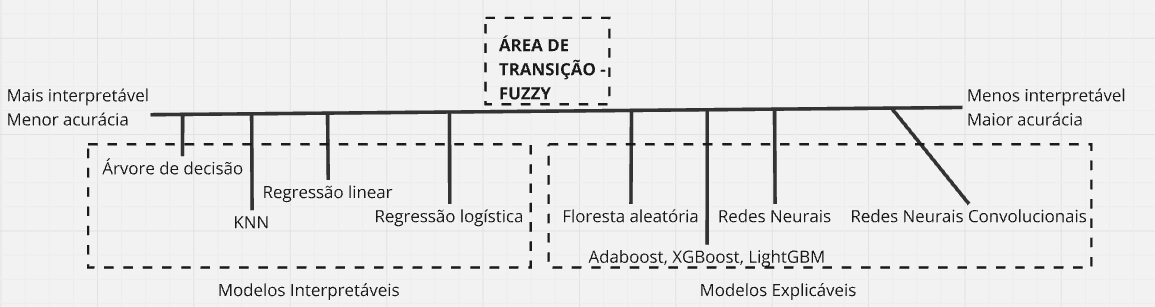 ÁREA DE
TRANSIÇÃO -
FUZZY
Mais interpretável
Menor acurácia
Menos interpretável
Maior acurácia
Árvore de decisão
Regressão linear
KNN
Regressão logística
Floresta aleatória
Redes Neurais
Redes Neurais Convolucionais
Adaboost, XGBoost, LightGBM
Modelos Interpretáveis
Modelos Explicáveis